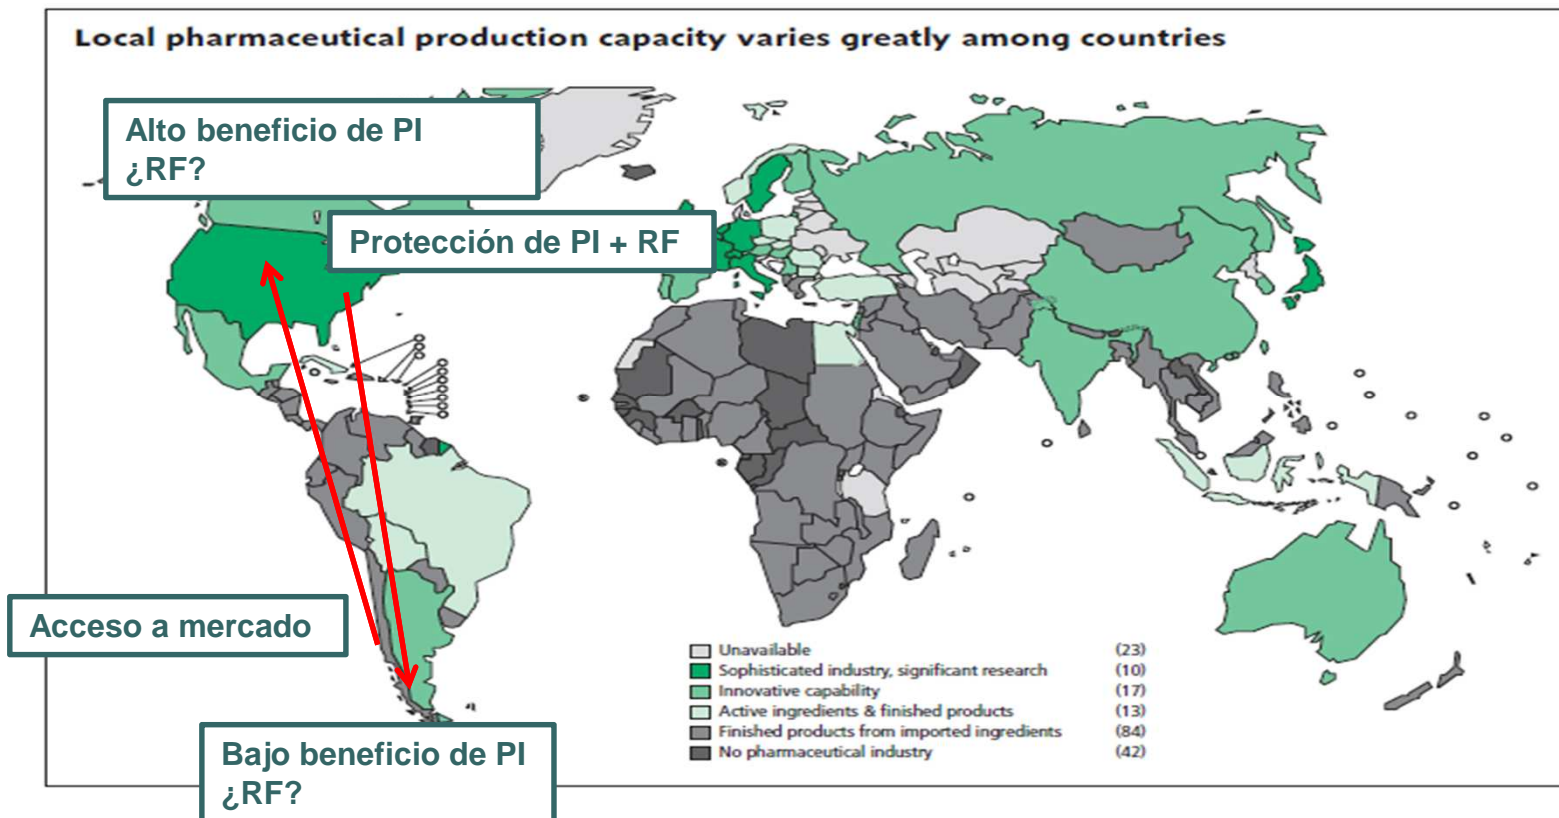 Local pharmaceutical production capacity varies greatly among countries
Alto beneficio de PI
¿RF?
Protección de PI + RF
Acceso a mercado
Bajo beneficio de PI
¿RF?
Unavailable (23)
Sophisticated industry, significant research (10)
Innovative capability (17)
Active ingredients & finished products (13)
Finished products from imported ingredients (84)
No pharmaceutical industry (42)